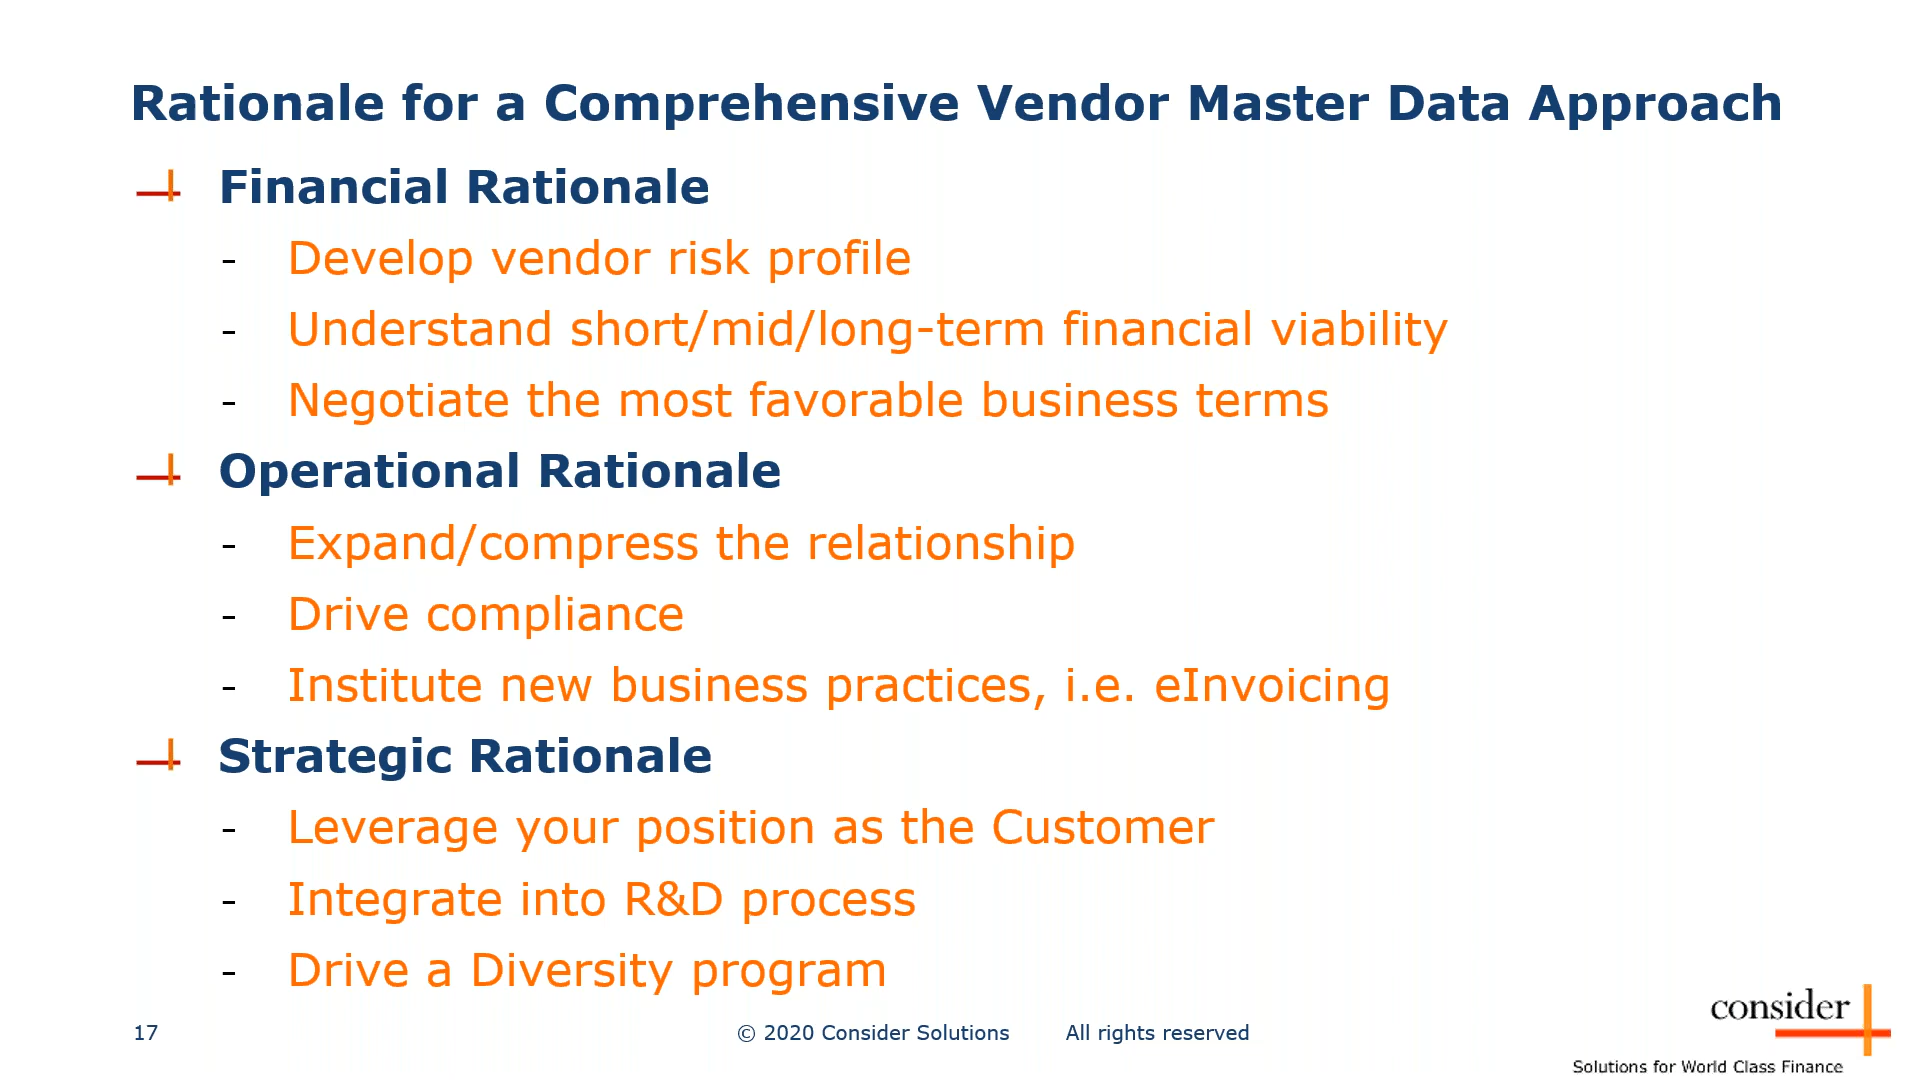 Rationale for a Comprehensive Vendor Master Data Approach
Financial Rationale
- Develop vendor risk profile
- Understand short/mid/long-term financial viability
- Negotiate the most favorable business terms
Operational Rationale
- Expand/compress the relationship
- Drive compliance
- Institute new business practices, i.e. eInvoicing
Strategic Rationale
- Leverage your position as the Customer
- Integrate into R&D process
- Drive a Diversity program
17
© 2020 Consider Solutions All rights reserved
consider
Solutions for World Class Finance